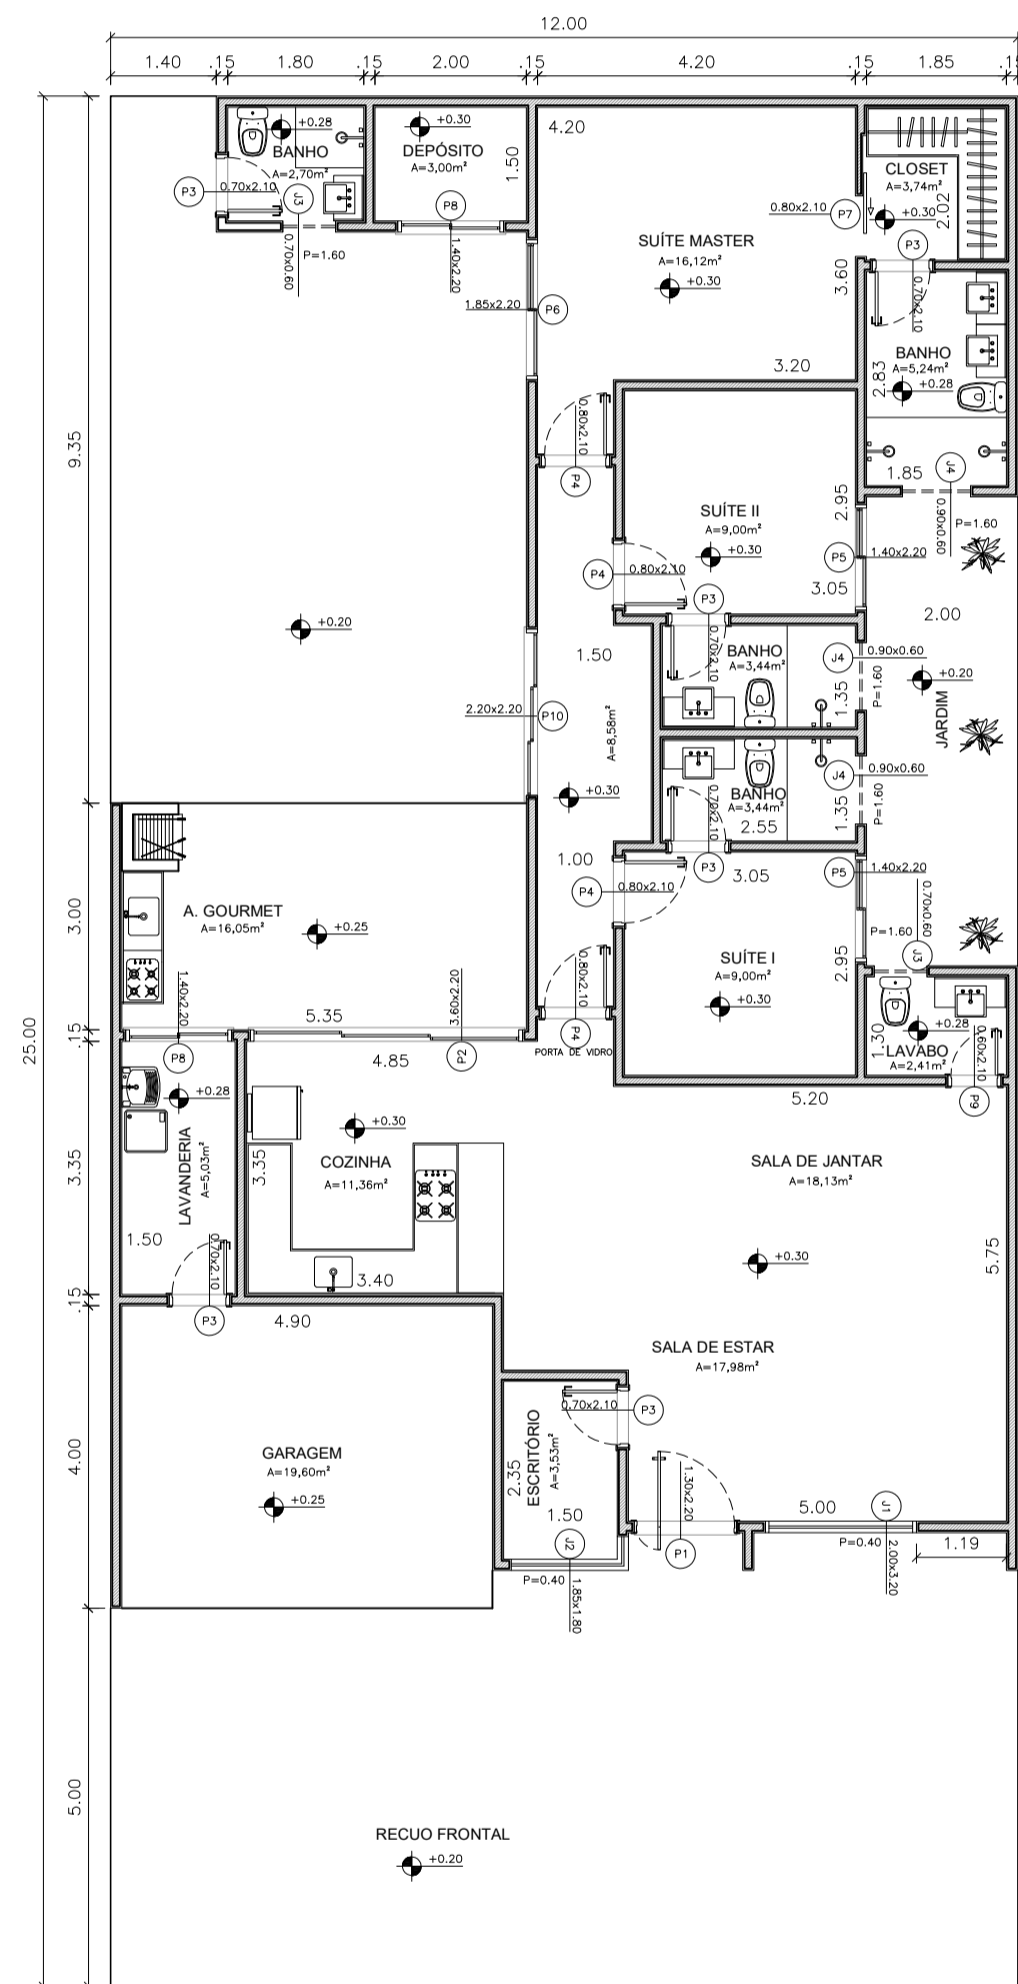 12.00
1.40 .15 1.80 .15 2.00 .15 4.20 .15 1.85 .15
+0.28
BANHO
A=2,70m²
P3
0.70x2.10
J3
0.70x0.60
P=1.60
+0.30
DEPÓSITO
A=3,00m²
1.50
P8
1.40x2.20
4.20
SUÍTE MASTER
A=16,12m²
+0.30
3.60
3.20
1.85x2.20
P6
0.80x2.10
P7
CLOSET
A=3,74m²
+0.30
2.02
P3
0.70x2.10
BANHO
A=5,24m²
+0.28
2.83
1.85
J4
0.90x0.60
P=1.60
9.35
0.80x2.10
P4
SUÍTE II
A=9,00m²
+0.30
2.95
3.05
P4
0.80x2.10
P5
1.40x2.20
P3
0.70x2.10
2.00
+0.20
1.50
BANHO
A=3,44m²
1.35
J4
0.90x0.60
P=1.60
+0.20
JARDIM
2.20x2.20
P10
A=8,58m²
+0.30
BANHO
A=3,44m²
2.55
1.35
J4
0.90x0.60
P=1.60
0.70x2.10
P3
1.00
3.05
P4
0.80x2.10
P5
1.40x2.20
0.70x0.60
P=1.60
J3
3.00
A. GOURMET
A=16,05m²
+0.25
1.40x2.20
P8
5.35
3.60x2.20
P2
0.80x2.10
P4
PORTA DE VIDRO
SUÍTE I
A=9,00m²
+0.30
2.95
+0.28
1.30
LAVABO
A=2,41m²
0.60x2.10
P9
25.00
.15
4.85
5.20
+0.28
LAVANDERIA
A=5,03m²
1.50
0.70x2.10
P3
3.35
+0.30
COZINHA
A=11,36m²
3.35
3.40
SALA DE JANTAR
A=18,13m²
+0.30
5.75
.15
4.90
SALA DE ESTAR
A=17,98m²
4.00
GARAGEM
A=19,60m²
+0.25
0.70x2.10
P3
ESCRITÓRIO
A=3,53m²
2.35
1.50
J2
P=0.40
1.85x1.80
1.30x2.20
P1
5.00
J1
P=0.40
2.00x3.20
1.19
5.00
RECUO FRONTAL
+0.20